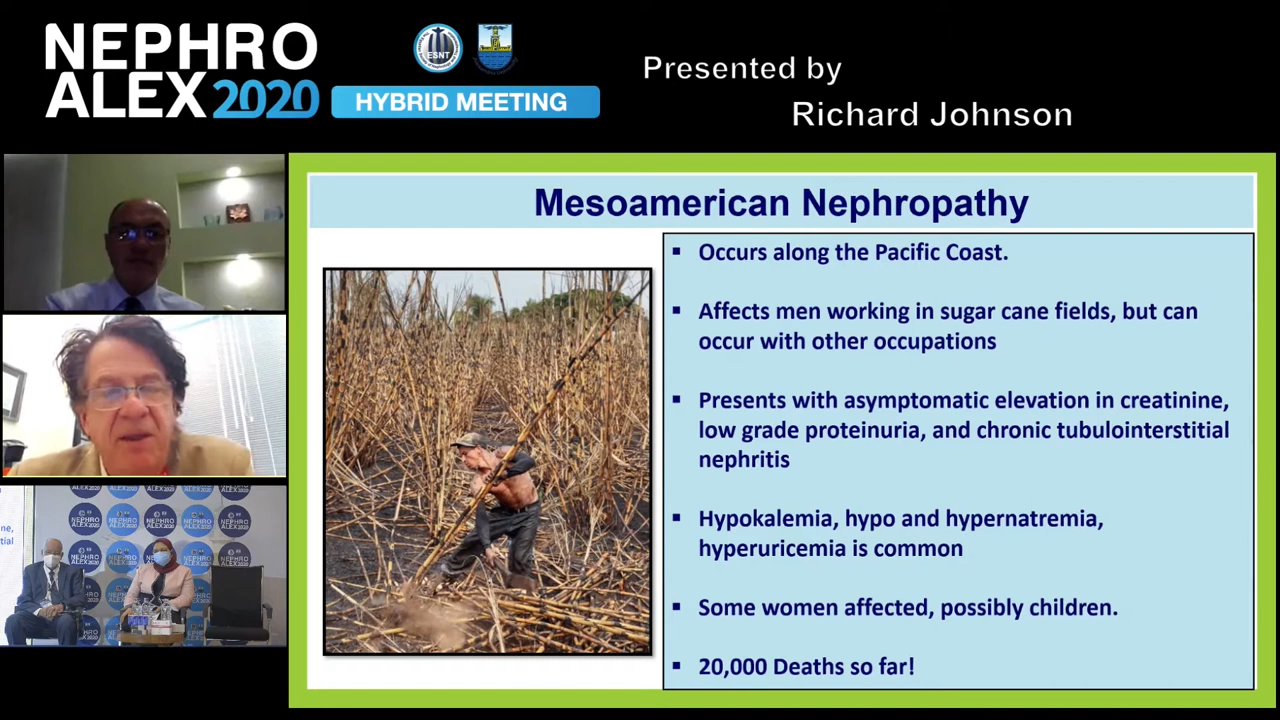 NEPHRO
ALEX2020
ESNT
HYBRID MEETING
Presented by
Richard Johnson
Mesoamerican Nephropathy
▪ Occurs along the Pacific Coast.
▪ Affects men working in sugar cane fields, but can
occur with other occupations
▪ Presents with asymptomatic elevation in creatinine,
low grade proteinuria, and chronic tubulointerstitial
nephritis
▪ Hypokalemia, hypo and hypernatremia,
hyperuricemia is common
▪ Some women affected, possibly children.
▪ 20,000 Deaths so far!